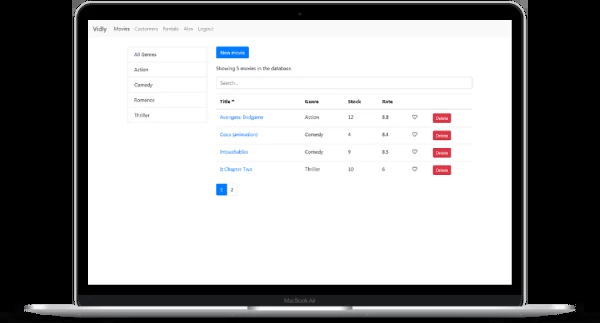 Vidly Movies Customers Rentals Alex Logout
All Genres
Action
Comedy
Romance
Thriller
New movie
Showing 5 movies in the database.
Search...
Title Genre Stock Rate
Avengers: Endgame Action 12 8.8 Delete
Coco (animation) Comedy 4 8.4 Delete
Intouchables Comedy 9 8.5 Delete
It Chapter Two Thriller 10 6 Delete
1 2
MacBook Air